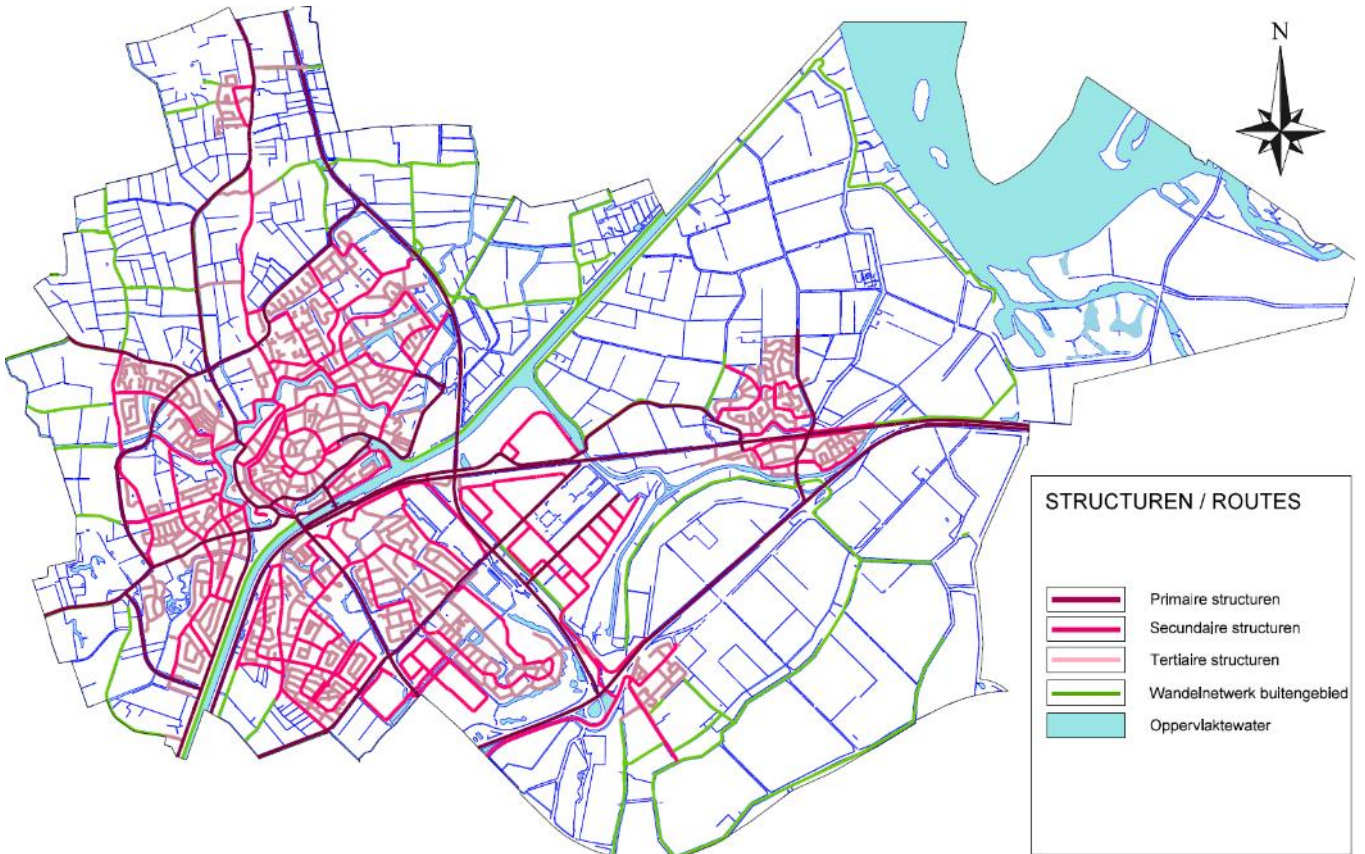 N
STRUCTUREN / ROUTES
Primaire structuren
Secundaire structuren
Tertiaire structuren
Wandelnetwerk buitengebied
Oppervlaktewater